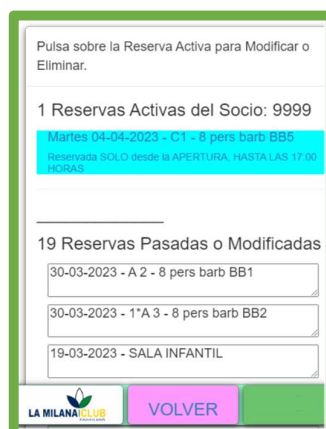 Pulsa sobre la Reserva Activa para Modificar o
Eliminar.
1 Reservas Activas del Socio: 9999
Martes 04-04-2023 - C1 - 8 pers barb BB5
Reservada SOLO desde la APERTURA, HASTA LAS 17:00
HORAS
19 Reservas Pasadas o Modificadas
30-03-2023 - A 2 - 8 pers barb BB1
30-03-2023 - 1*A 3 - 8 pers barb BB2
19-03-2023 - SALA INFANTIL
LA MILANA CLUB
VOLVER